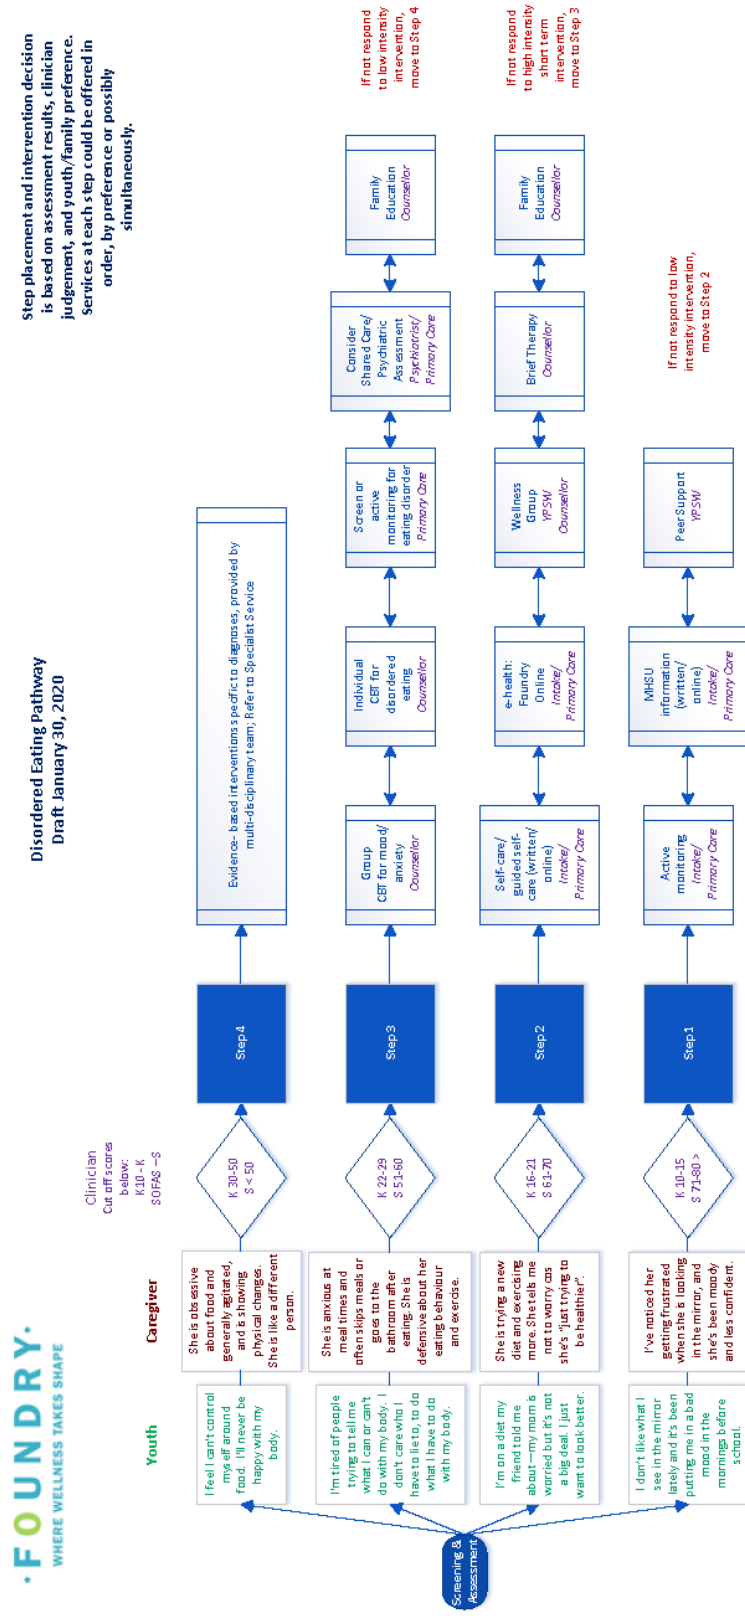 ·FOUNDRY·
WHERE WELLNESS TAKES SHAPE
Disordered Eating Pathway
Draft January 30, 2020
Step placement and intervention decision
is based on assessment results, clinician
judgement, and youth/family preference.
Services at each step could be offered in
order, by preference or possibly
simultaneously.
Youth
Caregiver
Clinician
Cut off scores
below:
K10 - K
SOFAS – S
Screening &
Assessment
I feel I can't control
myself around
food. I'll never be
happy with my
body.
She is obsessive
about food and
generally agitated,
and is showing
physical changes.
She is like a different
person.
K 30-50
S < 50
Step 4
Evidence- based interventions specific to diagnoses, provided by
multi-disciplinary team; Refer to Specialist Service
I'm tired of people
trying to tell me
what I can or can't
do with my body. I
don't care who I
have to lie to, to do
what I have to do
with my body.
She is anxious at
meal times and
often skips meals or
goes to the
bathroom after
eating. She is
defensive about her
eating behaviour
and exercise.
K 22-29
S 51-60
Step 3
Group
CBT for mood/
anxiety
Counsellor
Individual
CBT for
disordered
eating
Counsellor
Screen or
active
monitoring for
eating disorder
Primary Care
Consider
Shared Care/
Psychiatric
Assessment
Psychiatrist/
Primary Care
Family
Education
Counsellor
If not respond
to low intensity
intervention,
move to Step 4
I'm on a diet my
friend told me
about—my mom is
worried but it's not
a big deal. I just
want to look better.
She is trying a new
diet and exercising
more. She tells me
not to worry cos
she's "just trying to
be healthier".
K 16-21
S 61-70
Step 2
Self-care/
guided self-
care (written/
online)
Intake/
Primary Care
e-health:
Foundry
Online
Intake/
Primary Care
Wellness
Group
YPSW/
Counsellor
Brief Therapy
Counsellor
Family
Education
Counsellor
If not respond
to high intensity
short term
intervention,
move to Step 3
I don't like what I
see in the mirror
lately and it's been
putting me in a bad
mood in the
mornings before
school.
I've noticed her
getting frustrated
when she is looking
in the mirror, and
she's been moody
and less confident.
K 10-15
S 71-80 >
Step 1
Active
monitoring
Intake/
Primary Care
MHSU
information
(written/
online)
Intake/
Primary Care
Peer Support
YPSW
If not respond to low
intensity intervention,
move to Step 2